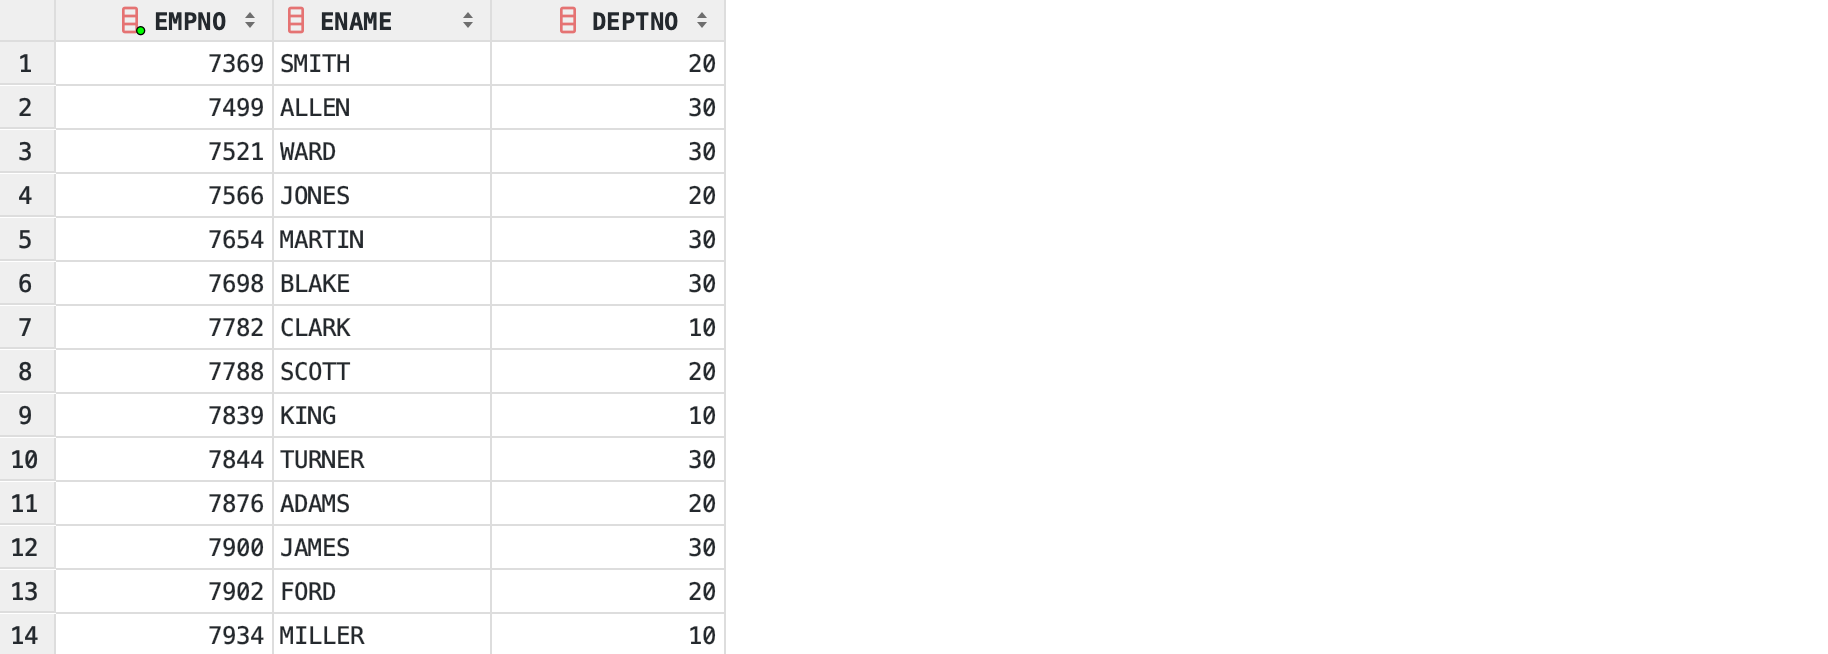 EMPNO ENAME DEPTNO
1 7369 SMITH 20
2 7499 ALLEN 30
3 7521 WARD 30
4 7566 JONES 20
5 7654 MARTIN 30
6 7698 BLAKE 30
7 7782 CLARK 10
8 7788 SCOTT 20
9 7839 KING 10
10 7844 TURNER 30
11 7876 ADAMS 20
12 7900 JAMES 30
13 7902 FORD 20
14 7934 MILLER 10